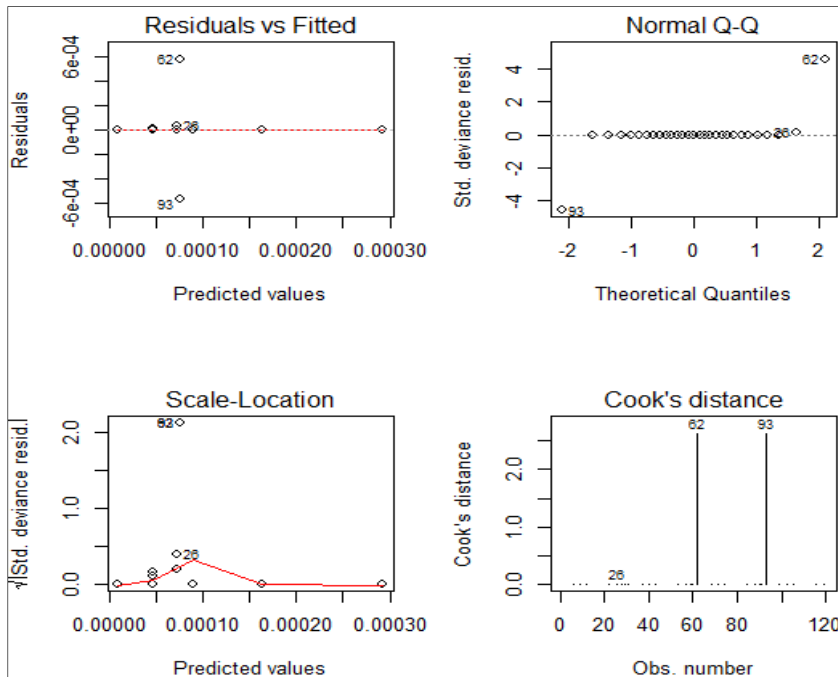 Residuals vs Fitted
Residuals
6e-04
0e+00
-6e-04
62
26
93
0.00000
0.00010
0.00020
0.00030
Predicted values
Normal Q-Q
Std. deviance resid.
4
2
0
-2
-4
62
26
93
-2
-1
0
1
2
Theoretical Quantiles
Scale-Location
√|Std. deviance resid.|
2.0
1.0
0.0
26
0.00000
0.00010
0.00020
0.00030
Predicted values
Cook's distance
Cook's distance
2.0
1.0
0.0
62
93
26
0
20
40
60
80
120
Obs. number